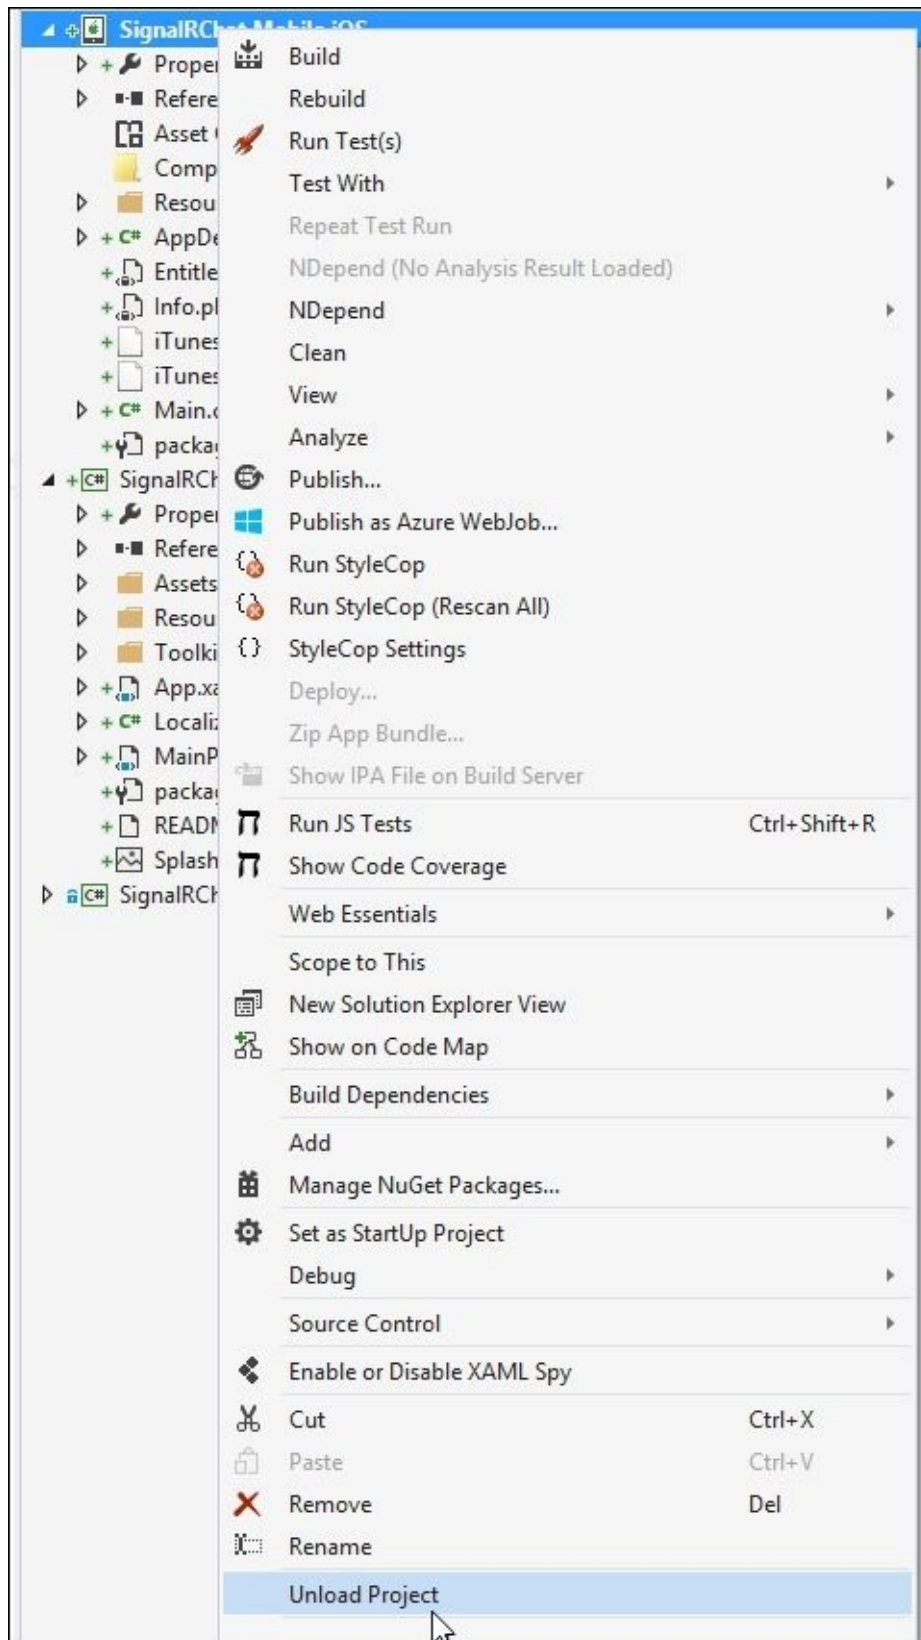 SignalRChat.Mobile.iOS
Proper
Refere
Asset
Comp
Resou
C# AppDe
Entitle
Info.pl
iTunes
iTunes
C# Main.c
packag
C# SignalRCh
Proper
Refere
Assets
Resou
Toolki
App.xa
C# Localiz
MainP
packag
READM
Splash
C# SignalRCh
Build
Rebuild
Run Test(s)
Test With
Repeat Test Run
NDepend (No Analysis Result Loaded)
NDepend
Clean
View
Analyze
Publish...
Publish as Azure WebJob...
Run StyleCop
Run StyleCop (Rescan All)
StyleCop Settings
Deploy...
Zip App Bundle...
Show IPA File on Build Server
Run JS Tests Ctrl+Shift+R
Show Code Coverage
Web Essentials
Scope to This
New Solution Explorer View
Show on Code Map
Build Dependencies
Add
Manage NuGet Packages...
Set as StartUp Project
Debug
Source Control
Enable or Disable XAML Spy
Cut Ctrl+X
Paste Ctrl+V
Remove Del
Rename
Unload Project